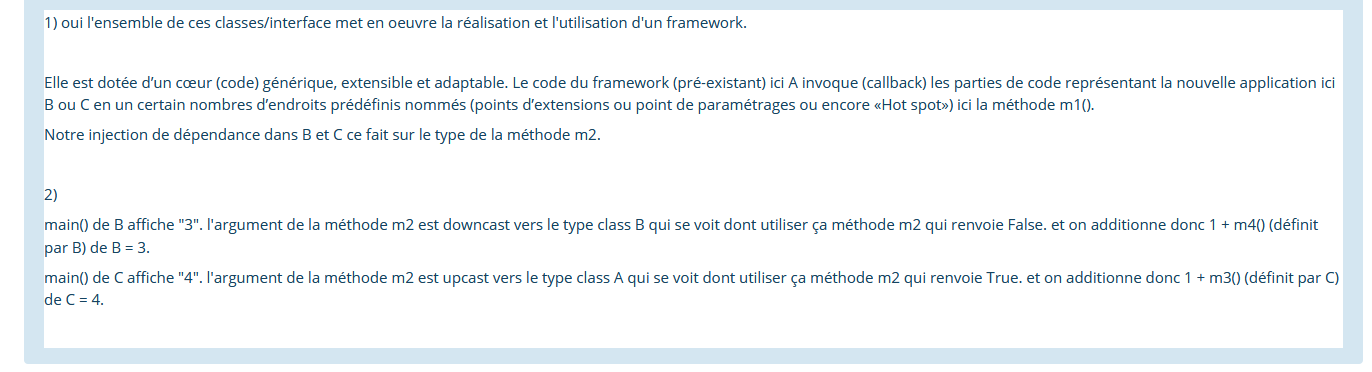 1) oui l'ensemble de ces classes/interface met en oeuvre la réalisation et l'utilisation d'un framework.
Elle est dotée d’un cœur (code) générique, extensible et adaptable. Le code du framework (pré-existant) ici A invoque (callback) les parties de code représentant la nouvelle application ici
B ou C en un certain nombres d’endroits prédéfinis nommés (points d’extensions ou point de paramétrages ou encore «Hot spot») ici la méthode m1().
Notre injection de dépendance dans B et C ce fait sur le type de la méthode m2.
2)
main() de B affiche "3". l'argument de la méthode m2 est downcast vers le type class B qui se voit dont utiliser ça méthode m2 qui renvoie False. et on additionne donc 1 + m4() (définit
par B) de B = 3.
main() de C affiche "4". l'argument de la méthode m2 est upcast vers le type class A qui se voit dont utiliser ça méthode m2 qui renvoie True. et on additionne donc 1 + m3() (définit par C)
de C = 4.